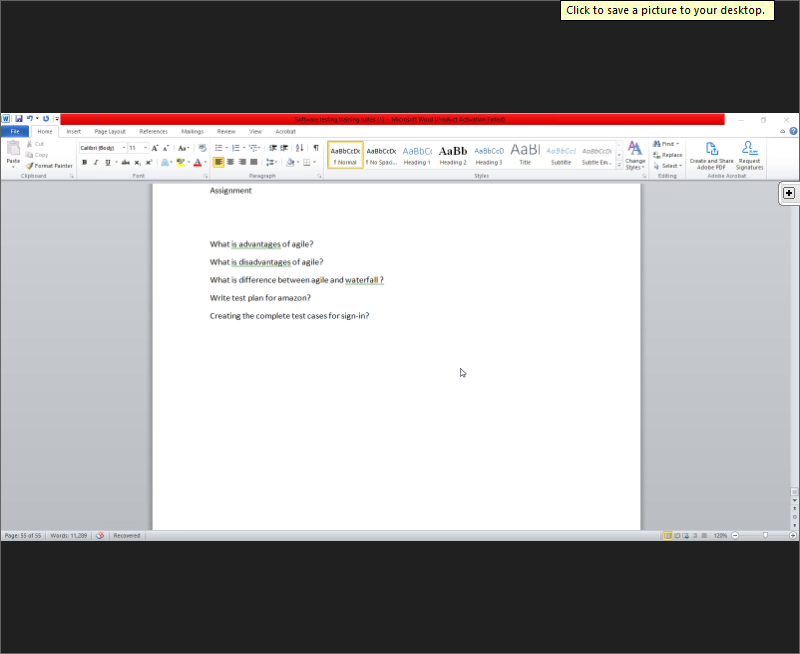 Click to save a picture to your desktop.
Software testing training notes (1) - Microsoft Word (Product Activation Failed)
File Home Insert Page Layout References Mailings Review View Acrobat
Paste
Cut
Copy
Format Painter
Clipboard
Calibri (Body) 11
Font
Paragraph
AaBbCcDc AaBbCcDc AaBbCc AaBbCc AaBbCcD AaBl AaBbCcl AaBbCcDc
¶ Normal ¶ No Spaci... Heading 1 Heading 2 Heading 3 Title Subtitle Subtle Em...
Styles
Change Styles
Find
Replace
Select
Editing
Create and Share Adobe PDF
Request Signatures
Adobe Acrobat
Assignment
What is advantages of agile?
What is disadvantages of agile?
What is difference between agile and waterfall ?
Write test plan for amazon?
Creating the complete test cases for sign-in?
Page: 55 of 55 Words: 11,289 Recovered 120%